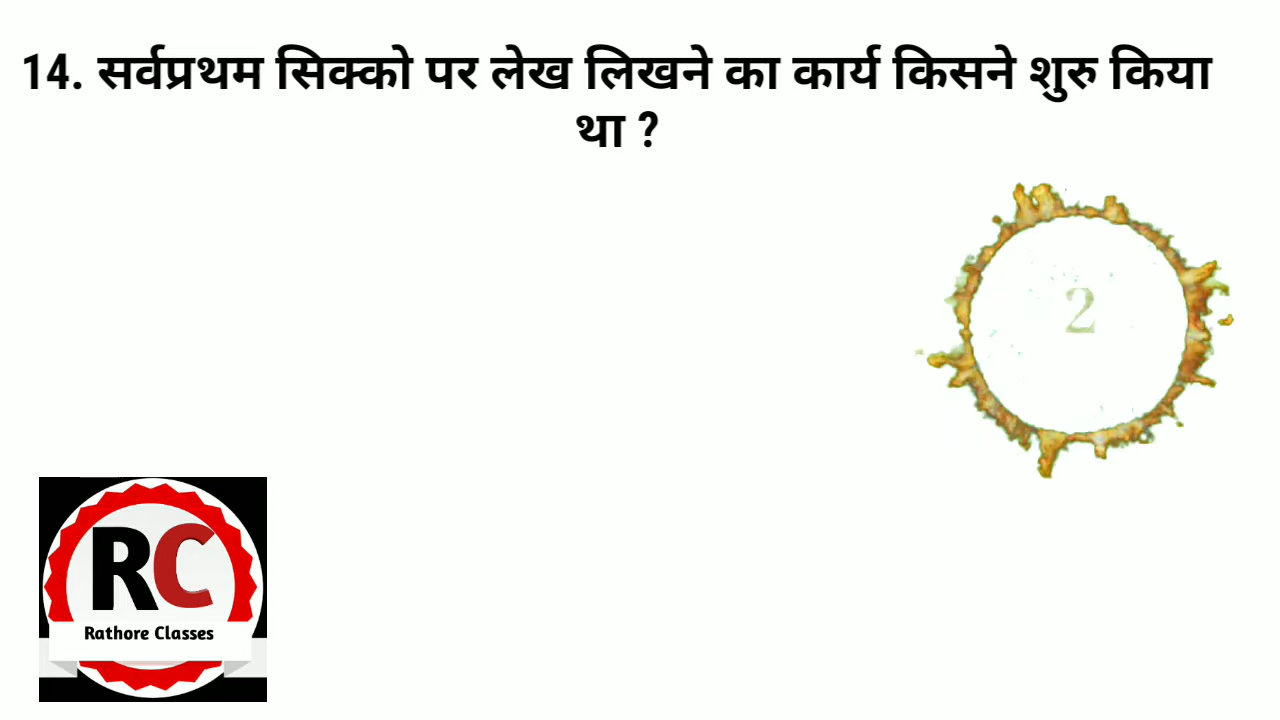 14. सर्वप्रथम सिक्को पर लेख लिखने का कार्य किसने शुरु किया
था ?
2
RC
Rathore Classes